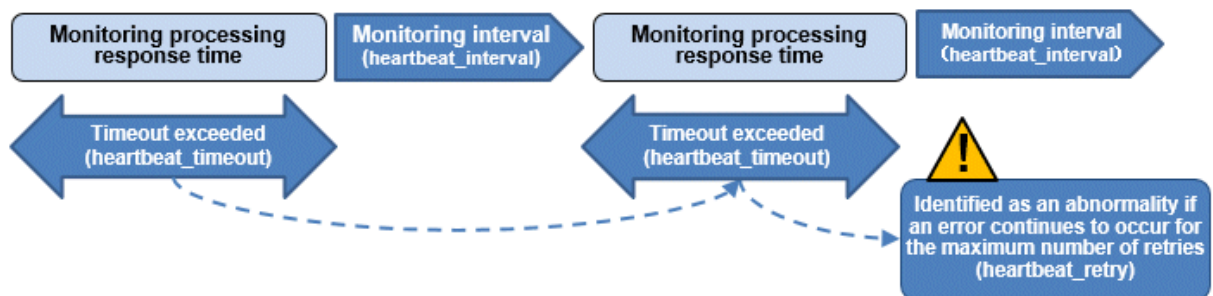 Monitoring processing
response time
Monitoring interval
(heartbeat_interval)
Monitoring processing
response time
Monitoring interval
(heartbeat_interval)
Timeout exceeded
(heartbeat_timeout)
Timeout exceeded
(heartbeat_timeout)
!
Identified as an abnormality if
an error continues to occur for
the maximum number of retries
(heartbeat_retry)